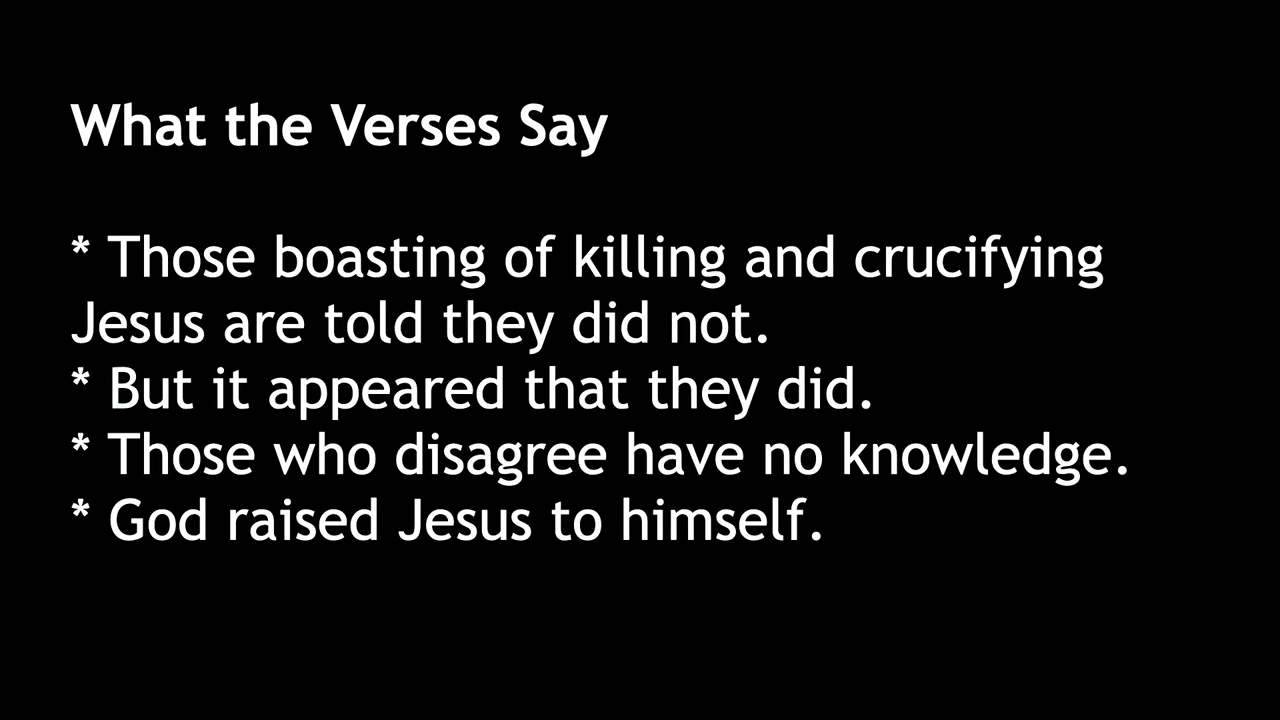 What the Verses Say
* Those boasting of killing and crucifying
Jesus are told they did not.
* But it appeared that they did.
* Those who disagree have no knowledge.
* God raised Jesus to himself.